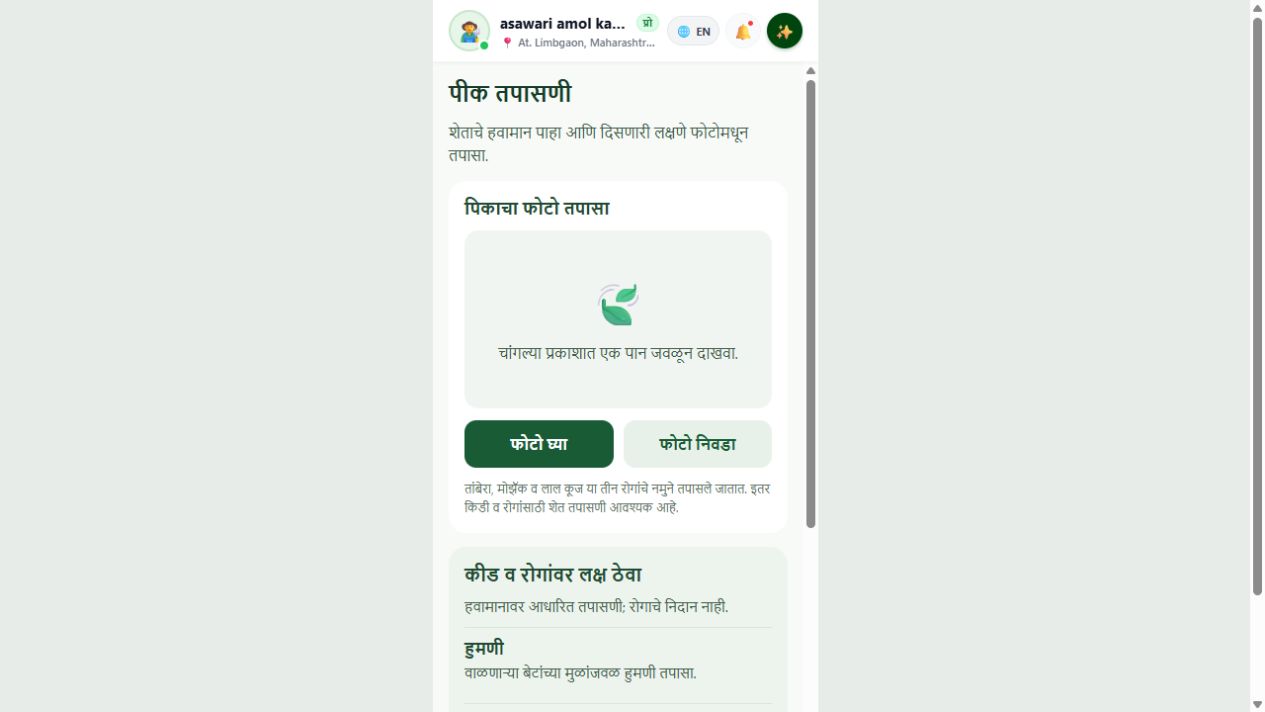 asawari amol ka...
प्रो
EN
At. Limbgaon, Maharashtr...
पीक तपासणी
शेताचे हवामान पाहा आणि दिसणारी लक्षणे फोटोमधून
तपासा.
पिकाचा फोटो तपासा
चांगल्या प्रकाशात एक पान जवळून दाखवा.
फोटो घ्या
फोटो निवडा
तांबेरा, मोझॅक व लाल कूज या तीन रोगांचे नमुने तपासले जातात. इतर
किडी व रोगांसाठी शेत तपासणी आवश्यक आहे.
कीड व रोगांवर लक्ष ठेवा
हवामानावर आधारित तपासणी; रोगाचे निदान नाही.
हुमणी
वाळणाऱ्या बेटांच्या मुळांजवळ हुमणी तपासा.